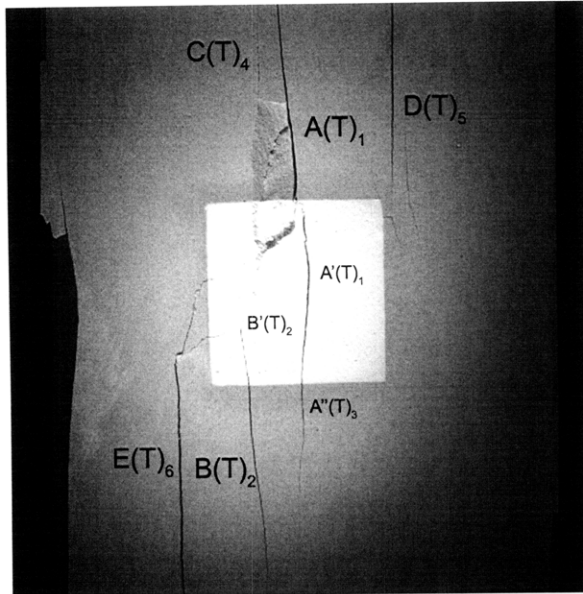 C(T)₄
D(T)₅
A(T)₁
A'(T)₁
B'(T)₂
A"(T)₃
E(T)₆
B(T)₂